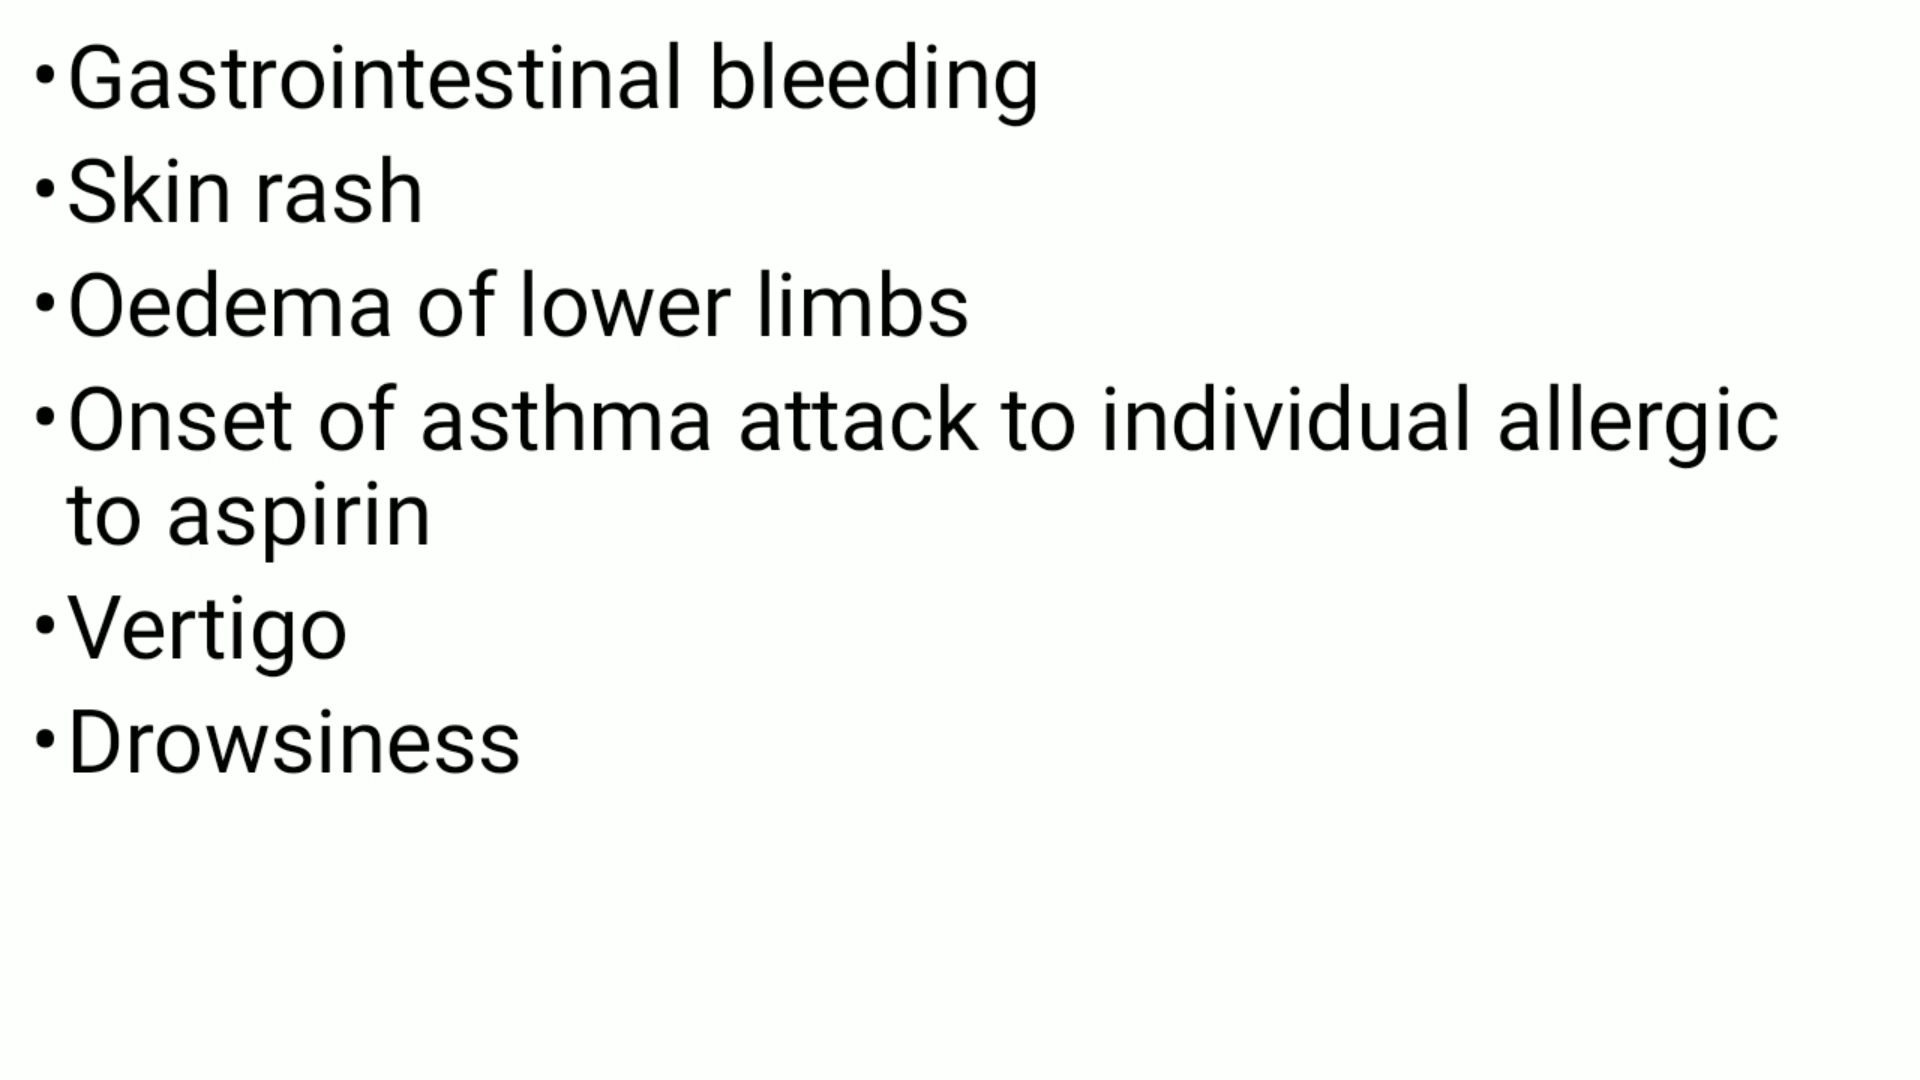 •Gastrointestinal bleeding
•Skin rash
•Oedema of lower limbs
•Onset of asthma attack to individual allergic
to aspirin
•Vertigo
•Drowsiness